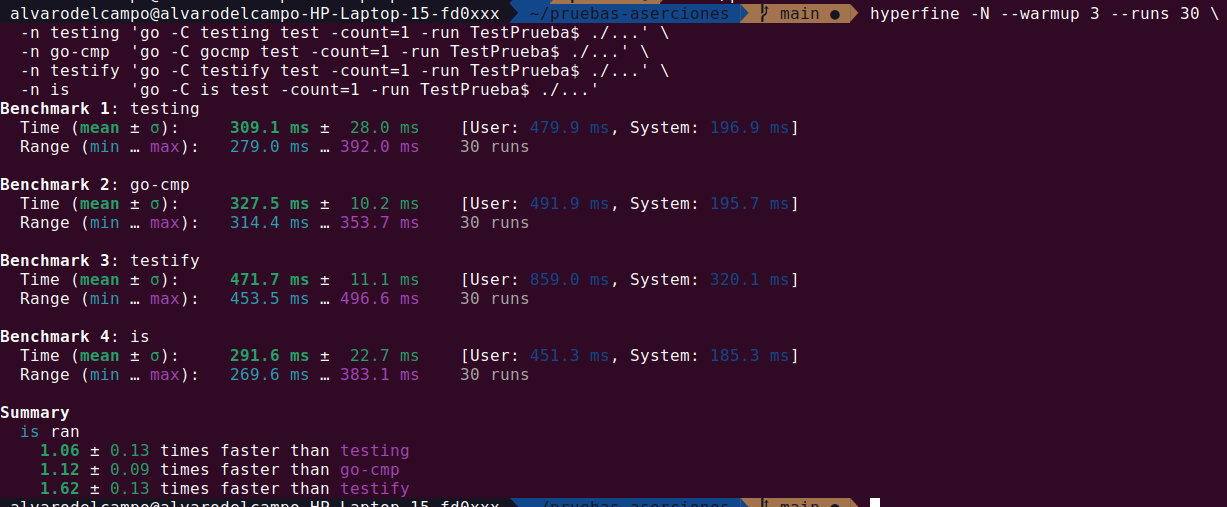 alvarodelcampo@alvarodelcampo-HP-Laptop-15-fd0xxx ~/pruebas-aserciones main ● hyperfine -N --warmup 3 --runs 30 \
-n testing 'go -C testing test -count=1 -run TestPrueba$ ./...' \
-n go-cmp 'go -C gocmp test -count=1 -run TestPrueba$ ./...' \
-n testify 'go -C testify test -count=1 -run TestPrueba$ ./...' \
-n is 'go -C is test -count=1 -run TestPrueba$ ./...'
Benchmark 1: testing
Time (mean ± σ): 309.1 ms ± 28.0 ms [User: 479.9 ms, System: 196.9 ms]
Range (min … max): 279.0 ms … 392.0 ms 30 runs
Benchmark 2: go-cmp
Time (mean ± σ): 327.5 ms ± 10.2 ms [User: 491.9 ms, System: 195.7 ms]
Range (min … max): 314.4 ms … 353.7 ms 30 runs
Benchmark 3: testify
Time (mean ± σ): 471.7 ms ± 11.1 ms [User: 859.0 ms, System: 320.1 ms]
Range (min … max): 453.5 ms … 496.6 ms 30 runs
Benchmark 4: is
Time (mean ± σ): 291.6 ms ± 22.7 ms [User: 451.3 ms, System: 185.3 ms]
Range (min … max): 269.6 ms … 383.1 ms 30 runs
Summary
is ran
1.06 ± 0.13 times faster than testing
1.12 ± 0.09 times faster than go-cmp
1.62 ± 0.13 times faster than testify
alvarodelcampo@alvarodelcampo-HP-Laptop-15-fd0xxx ~/pruebas-aserciones main ●